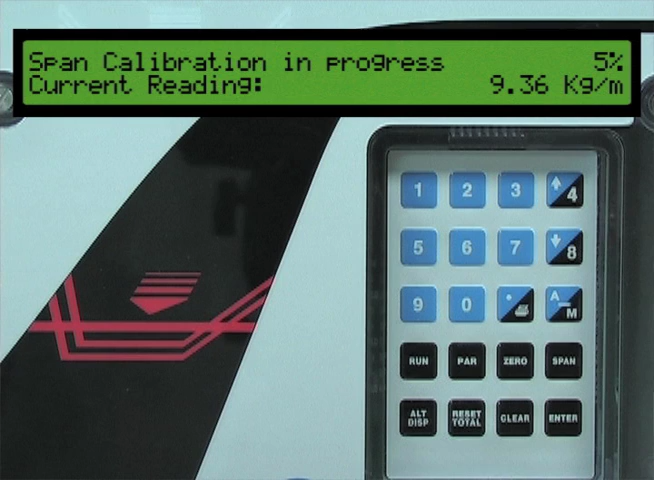 Span Calibration in progress 5%
Current Reading: 9.36 Kg/m
1 2 3 4
5 6 7 8
9 0 . A M
RUN PAR ZERO SPAN
ALT DISP RESET TOTAL CLEAR ENTER